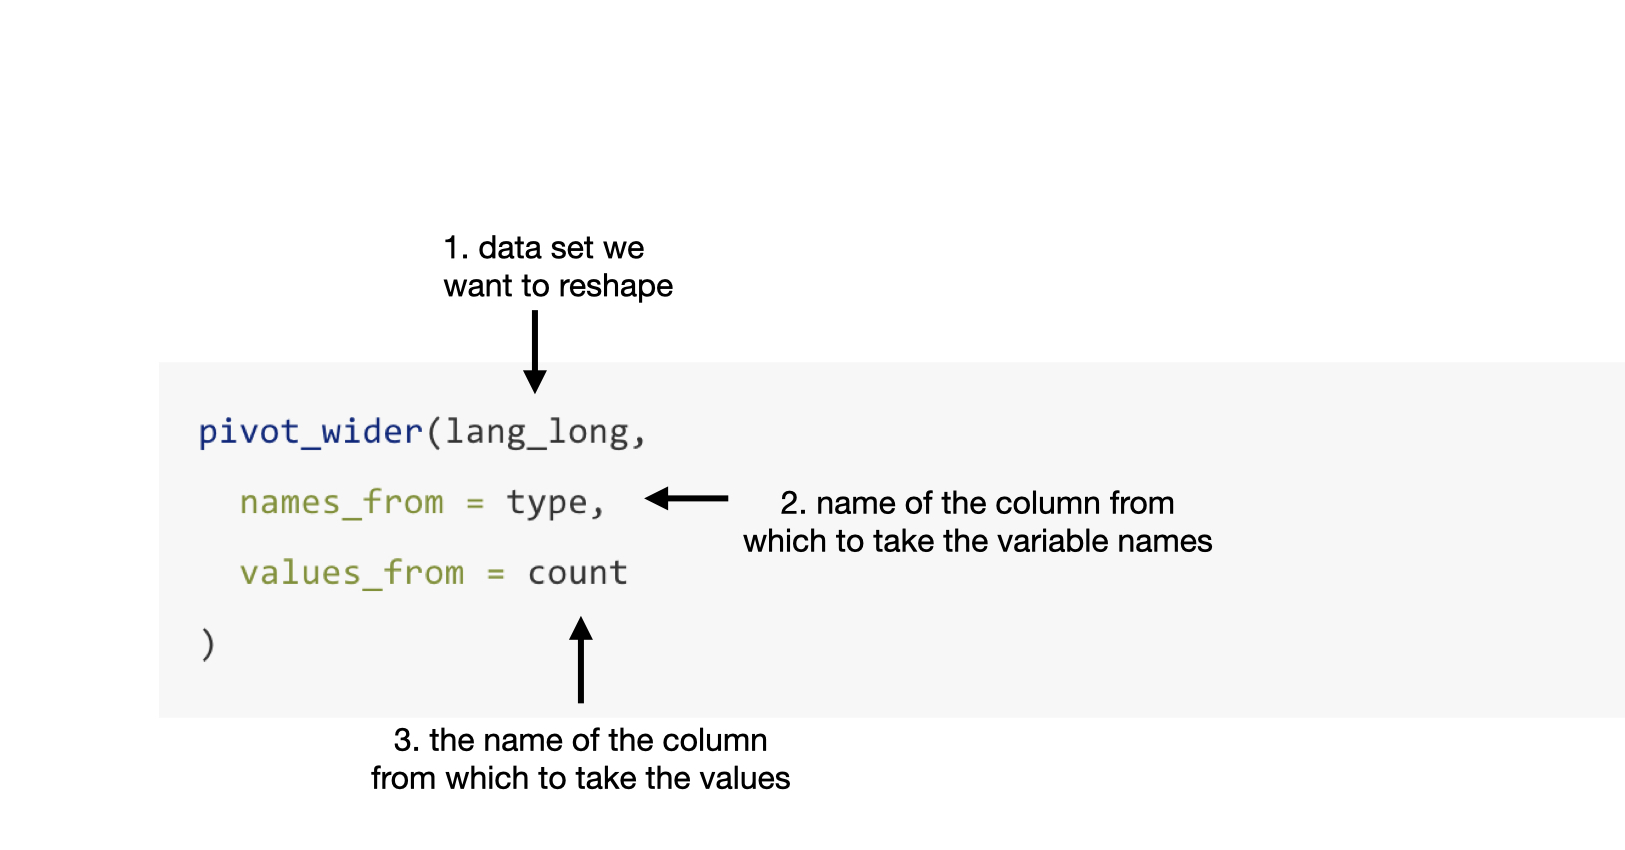 1. data set we
want to reshape
pivot_wider(lang_long,
names_from = type,
2. name of the column from
which to take the variable names
values_from = count
)
3. the name of the column
from which to take the values